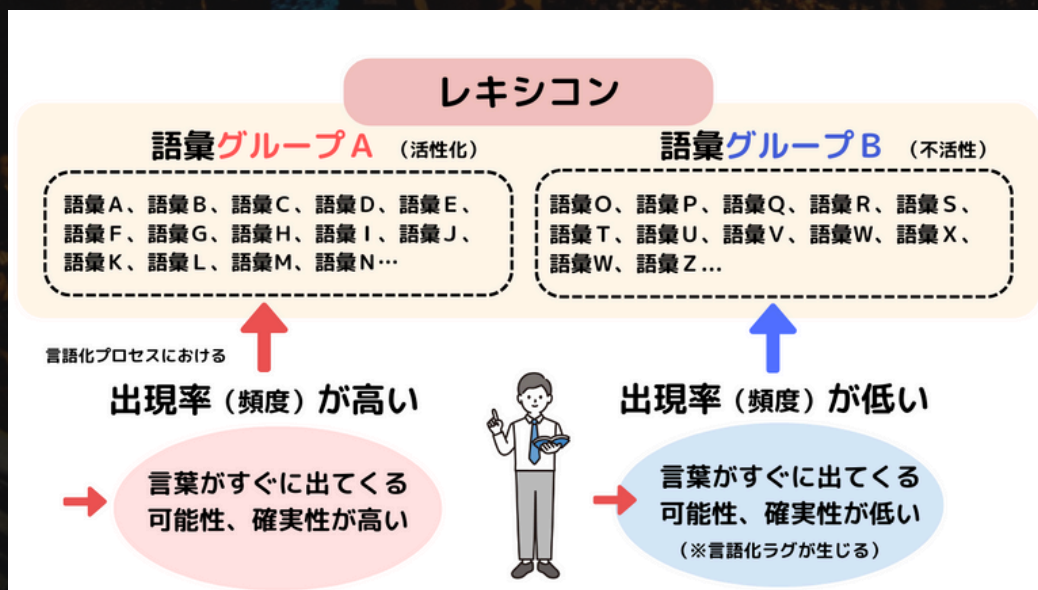 レキシコン
語彙グループA（活性化）
語彙A、語彙B、語彙C、語彙D、語彙E、
語彙F、語彙G、語彙H、語彙I、語彙J、
語彙K、語彙L、語彙M、語彙N…
語彙グループB（不活性）
語彙O、語彙P、語彙Q、語彙R、語彙S、
語彙T、語彙U、語彙V、語彙W、語彙X、
語彙W、語彙Z…
言語化プロセスにおける
出現率（頻度）が高い
言葉がすぐに出てくる
可能性、確実性が高い
出現率（頻度）が低い
言葉がすぐに出てくる
可能性、確実性が低い
（※言語化ラグが生じる）